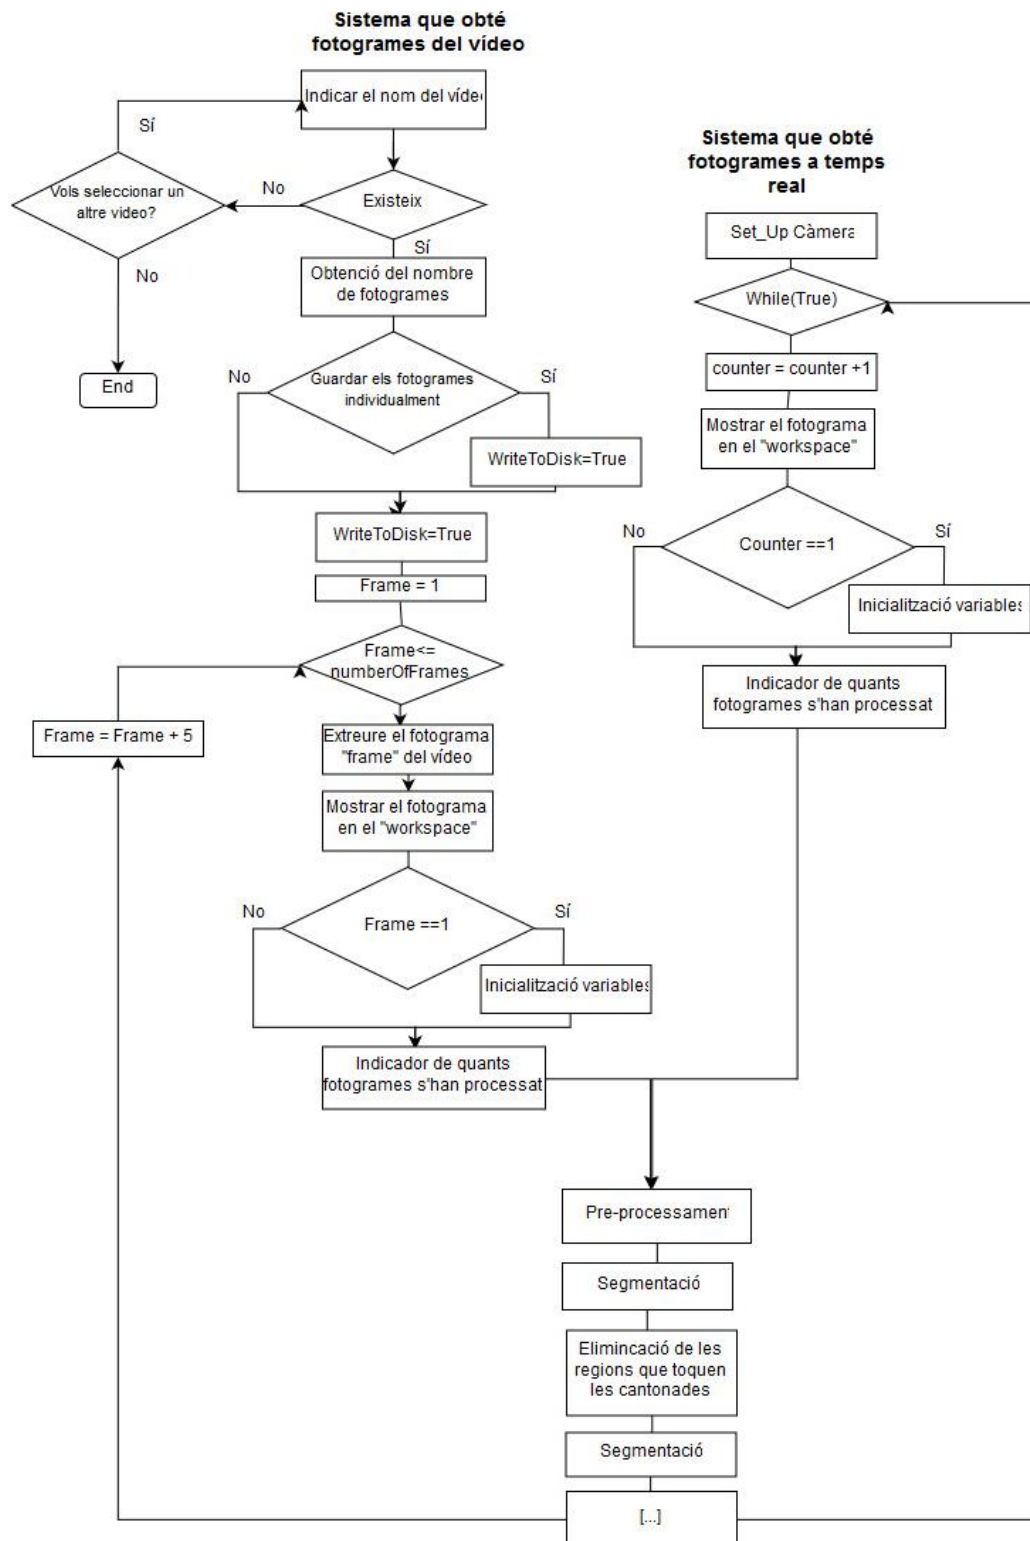 Sistema que obté
fotogrames del vídeo
Indicar el nom del víde
Sí
Vols seleccionar un
altre video?
No
Existeix
Sí
No
End
Obtenció del nombre
de fotogrames
No
Guardar els fotogrames
individualment
Sí
WriteToDisk=True
WriteToDisk=True
Frame = 1
Frame<=
numberOfFrames
Frame = Frame + 5
Extreure el fotograma
"frame" del vídeo
Mostrar el fotograma
en el "workspace"
No
Frame ==1
Sí
Inicialització variables
Indicador de quants
fotogrames s'han processat
Sistema que obté
fotogrames a temps
real
Set_Up Càmera
While(True)
counter = counter +1
Mostrar el fotograma
en el "workspace"
No
Counter ==1
Sí
Inicialització variables
Indicador de quants
fotogrames s'han processat
Pre-processament
Segmentació
Elimincació de les
regions que toquen
les cantonades
Segmentació
[...]